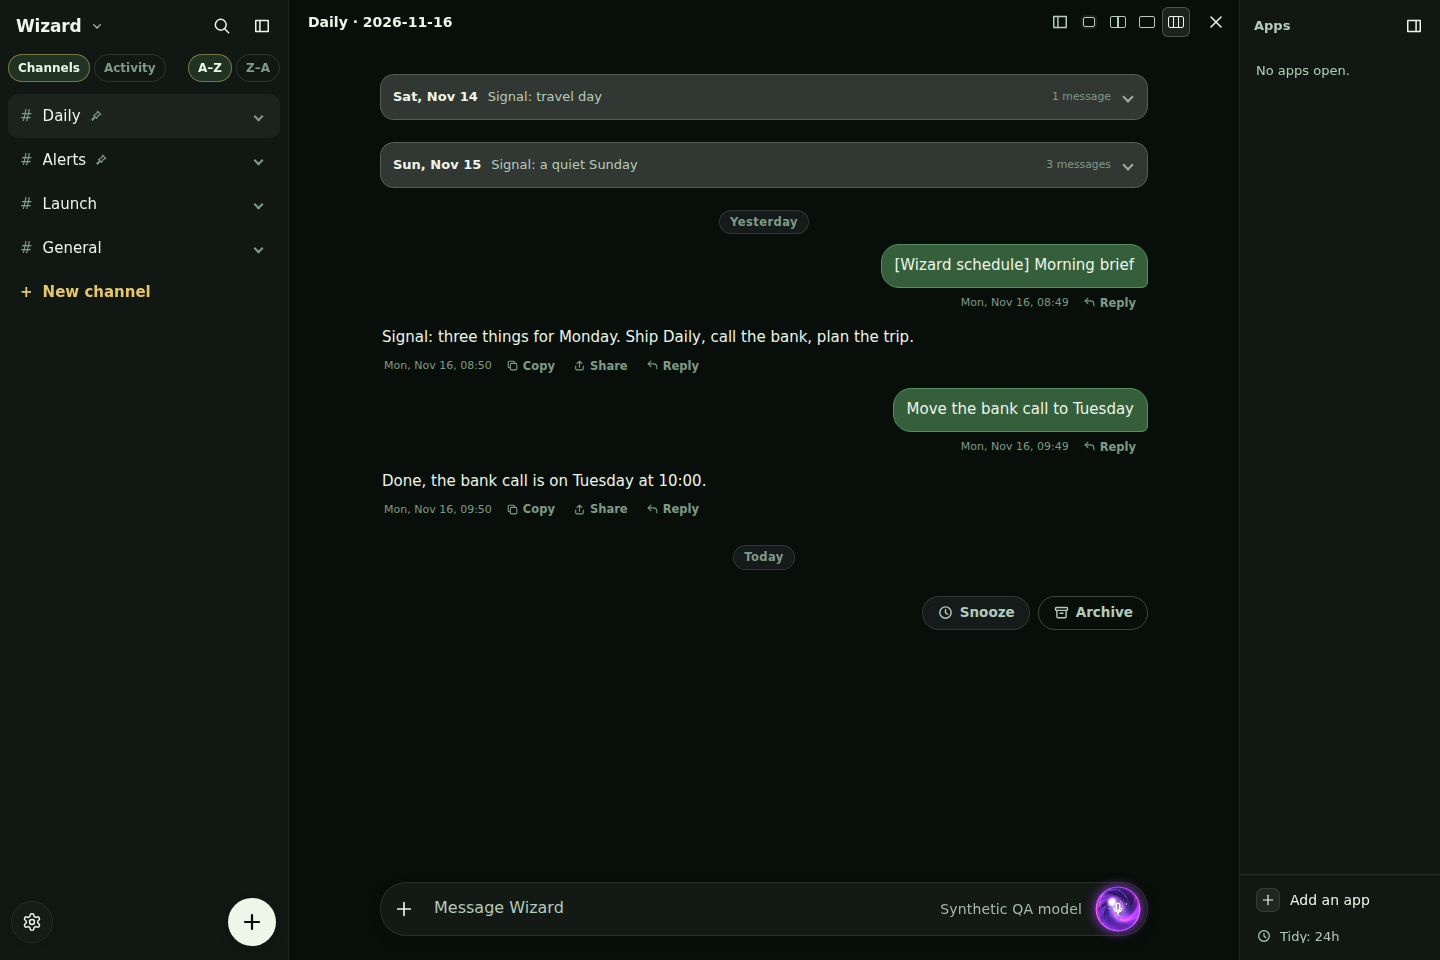 Wizard
Channels
Activity
A–Z
Z–A
# Daily
# Alerts
# Launch
# General
+ New channel
Daily · 2026-11-16
Sat, Nov 14 Signal: travel day 1 message
Sun, Nov 15 Signal: a quiet Sunday 3 messages
Yesterday
[Wizard schedule] Morning brief
Mon, Nov 16, 08:49 Reply
Signal: three things for Monday. Ship Daily, call the bank, plan the trip.
Mon, Nov 16, 08:50 Copy Share Reply
Move the bank call to Tuesday
Mon, Nov 16, 09:49 Reply
Done, the bank call is on Tuesday at 10:00.
Mon, Nov 16, 09:50 Copy Share Reply
Today
Snooze Archive
Message Wizard Synthetic QA model
Apps
No apps open.
Add an app
Tidy: 24h